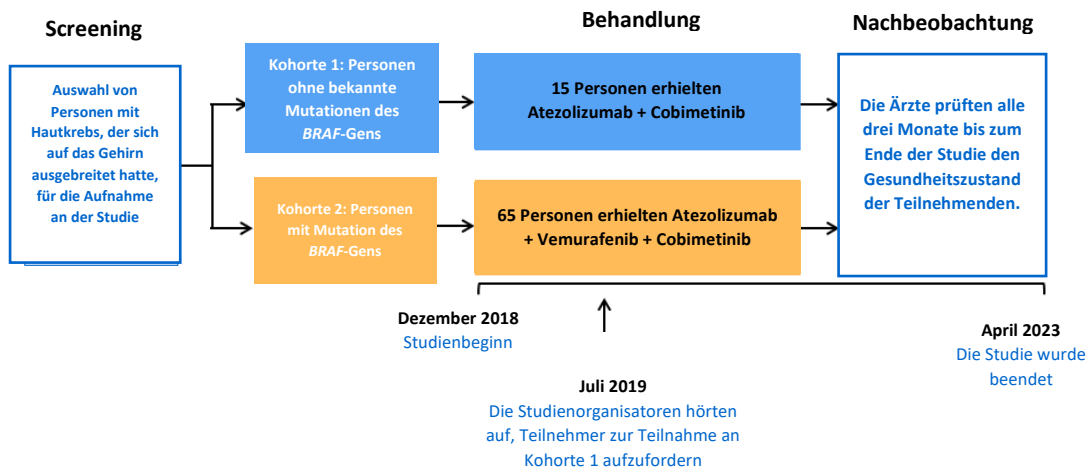 Screening
Behandlung
Nachbeobachtung
Auswahl von
Personen mit
Hautkrebs, der sich
auf das Gehirn
ausgebreitet hatte,
für die Aufnahme
an der Studie
Kohorte 1: Personen
ohne bekannte
Mutationen des
BRAF-Gens
15 Personen erhielten
Atezolizumab + Cobimetinib
Kohorte 2: Personen
mit Mutation des
BRAF-Gens
65 Personen erhielten Atezolizumab
+ Vemurafenib + Cobimetinib
Die Ärzte prüften alle
drei Monate bis zum
Ende der Studie den
Gesundheitszustand
der Teilnehmenden.
Dezember 2018
Studienbeginn
Juli 2019
Die Studienorganisatoren hörten
auf, Teilnehmer zur Teilnahme an
Kohorte 1 aufzufordern
April 2023
Die Studie wurde
beendet